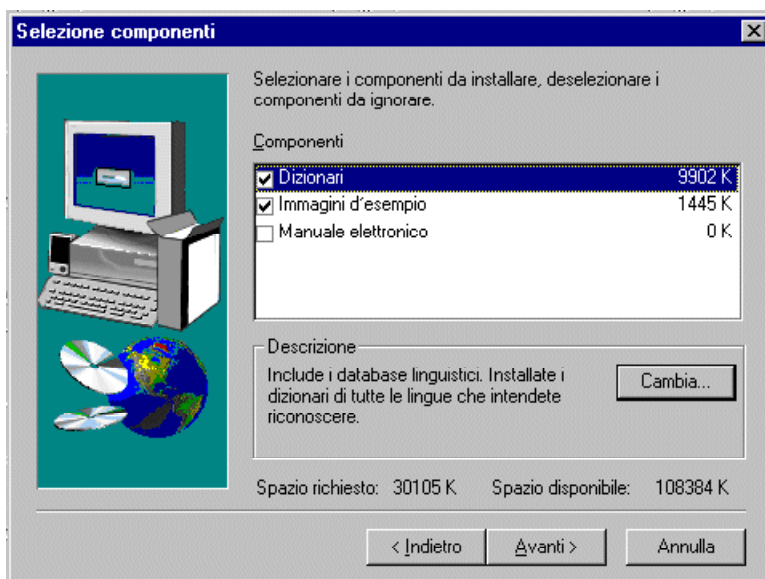 Selezione componenti
Selezionare i componenti da installare, deselezionare i
componenti da ignorare.
Componenti
Dizionari 9902 K
Immagini d'esempio 1445 K
Manuale elettronico 0 K
Descrizione
Include i database linguistici. Installate i
dizionari di tutte le lingue che intendete
riconoscere.
Cambia...
Spazio richiesto: 30105 K Spazio disponibile: 108384 K
< Indietro Avanti > Annulla